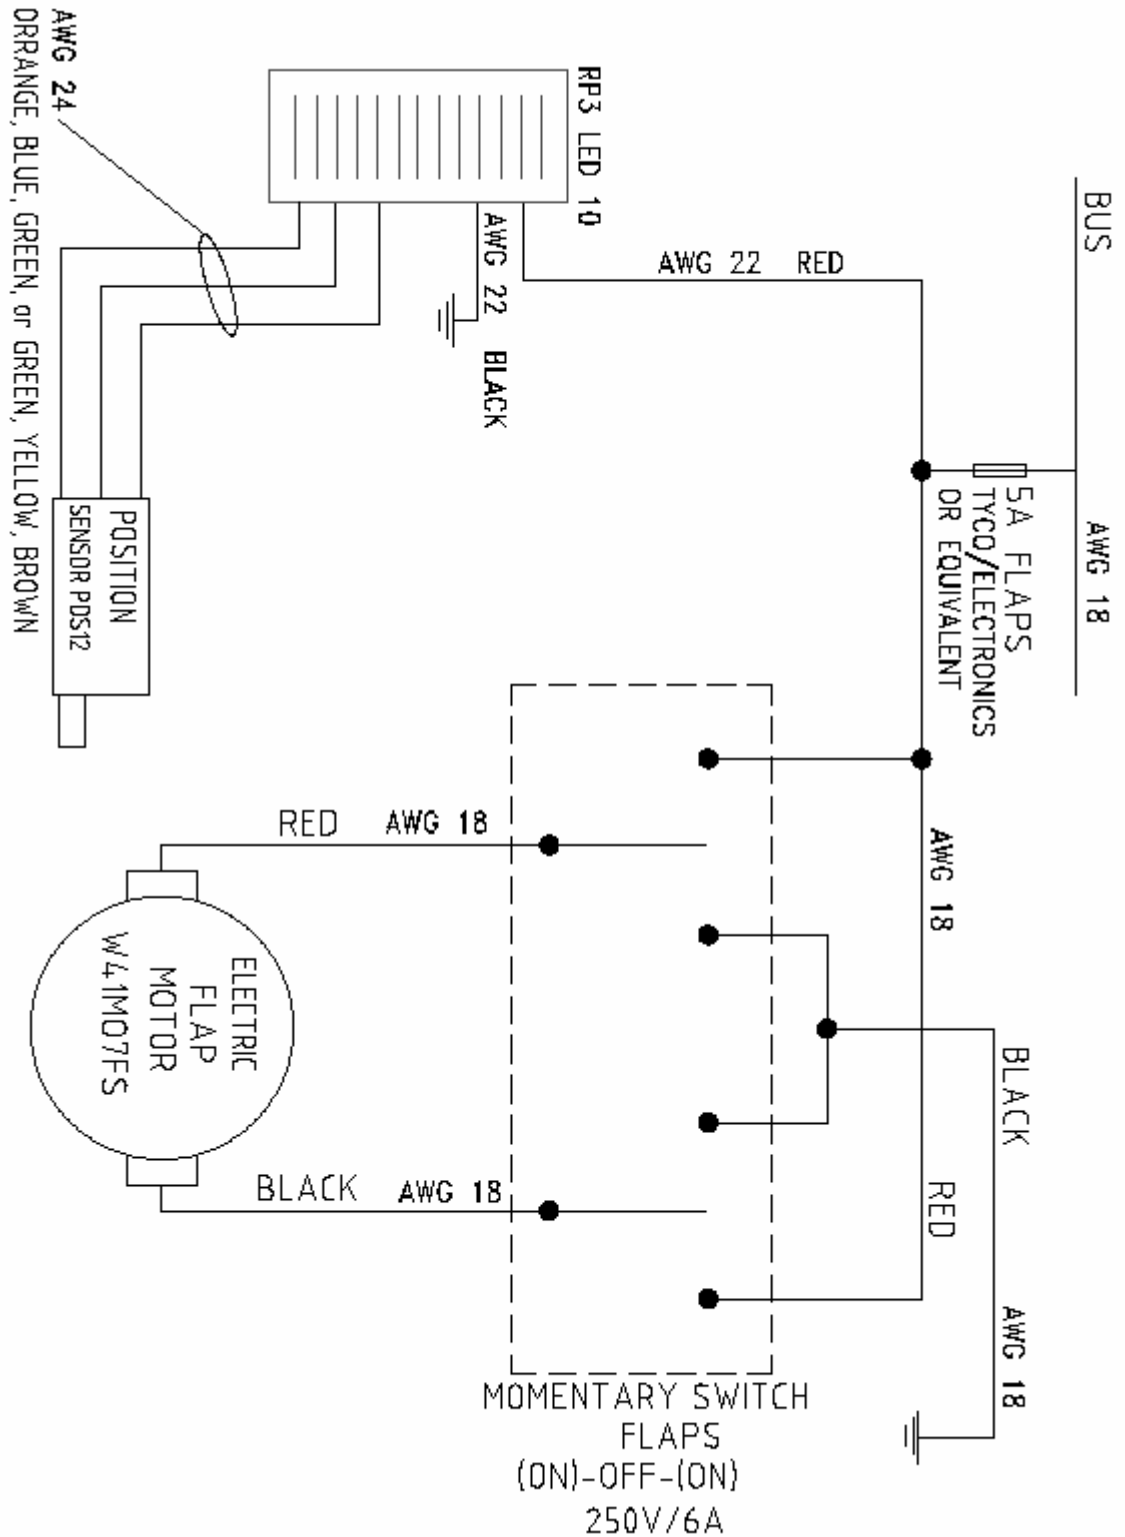 BUS
AWG 18
5A FLAPS
TYCO/ELECTRONICS
OR EQUIVALENT
AWG 22 RED
RP3 LED 10
AWG 22 BLACK
AWG 24
ORRANGE, BLUE, GREEN, or GREEN, YELLOW, BROWN
POSITION
SENSOR PDS12
AWG 18
RED
BLACK
AWG 18
RED AWG 18
ELECTRIC
FLAP
MOTOR
W41M07FS
BLACK AWG 18
MOMENTARY SWITCH
FLAPS
(ON)-OFF-(ON)
250V/6A